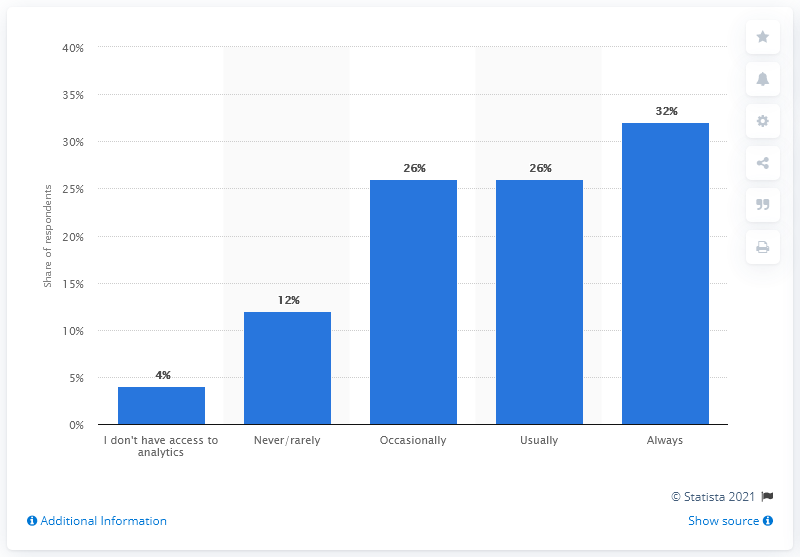 40%
35%
30%
25%
20%
15%
10%
5%
0%
Share of respondents
4%
12%
26%
26%
32%
I don't have access to
analytics
Never/rarely
Occasionally
Usually
Always
© Statista 2021
Additional Information
Show source